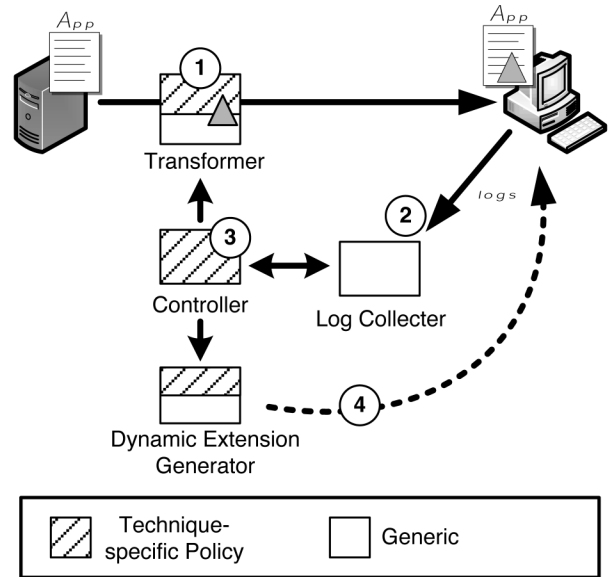 App
App
1
Transformer
logs
2
3
Controller
Log Collecter
4
Dynamic Extension
Generator
Technique-
specific Policy
Generic